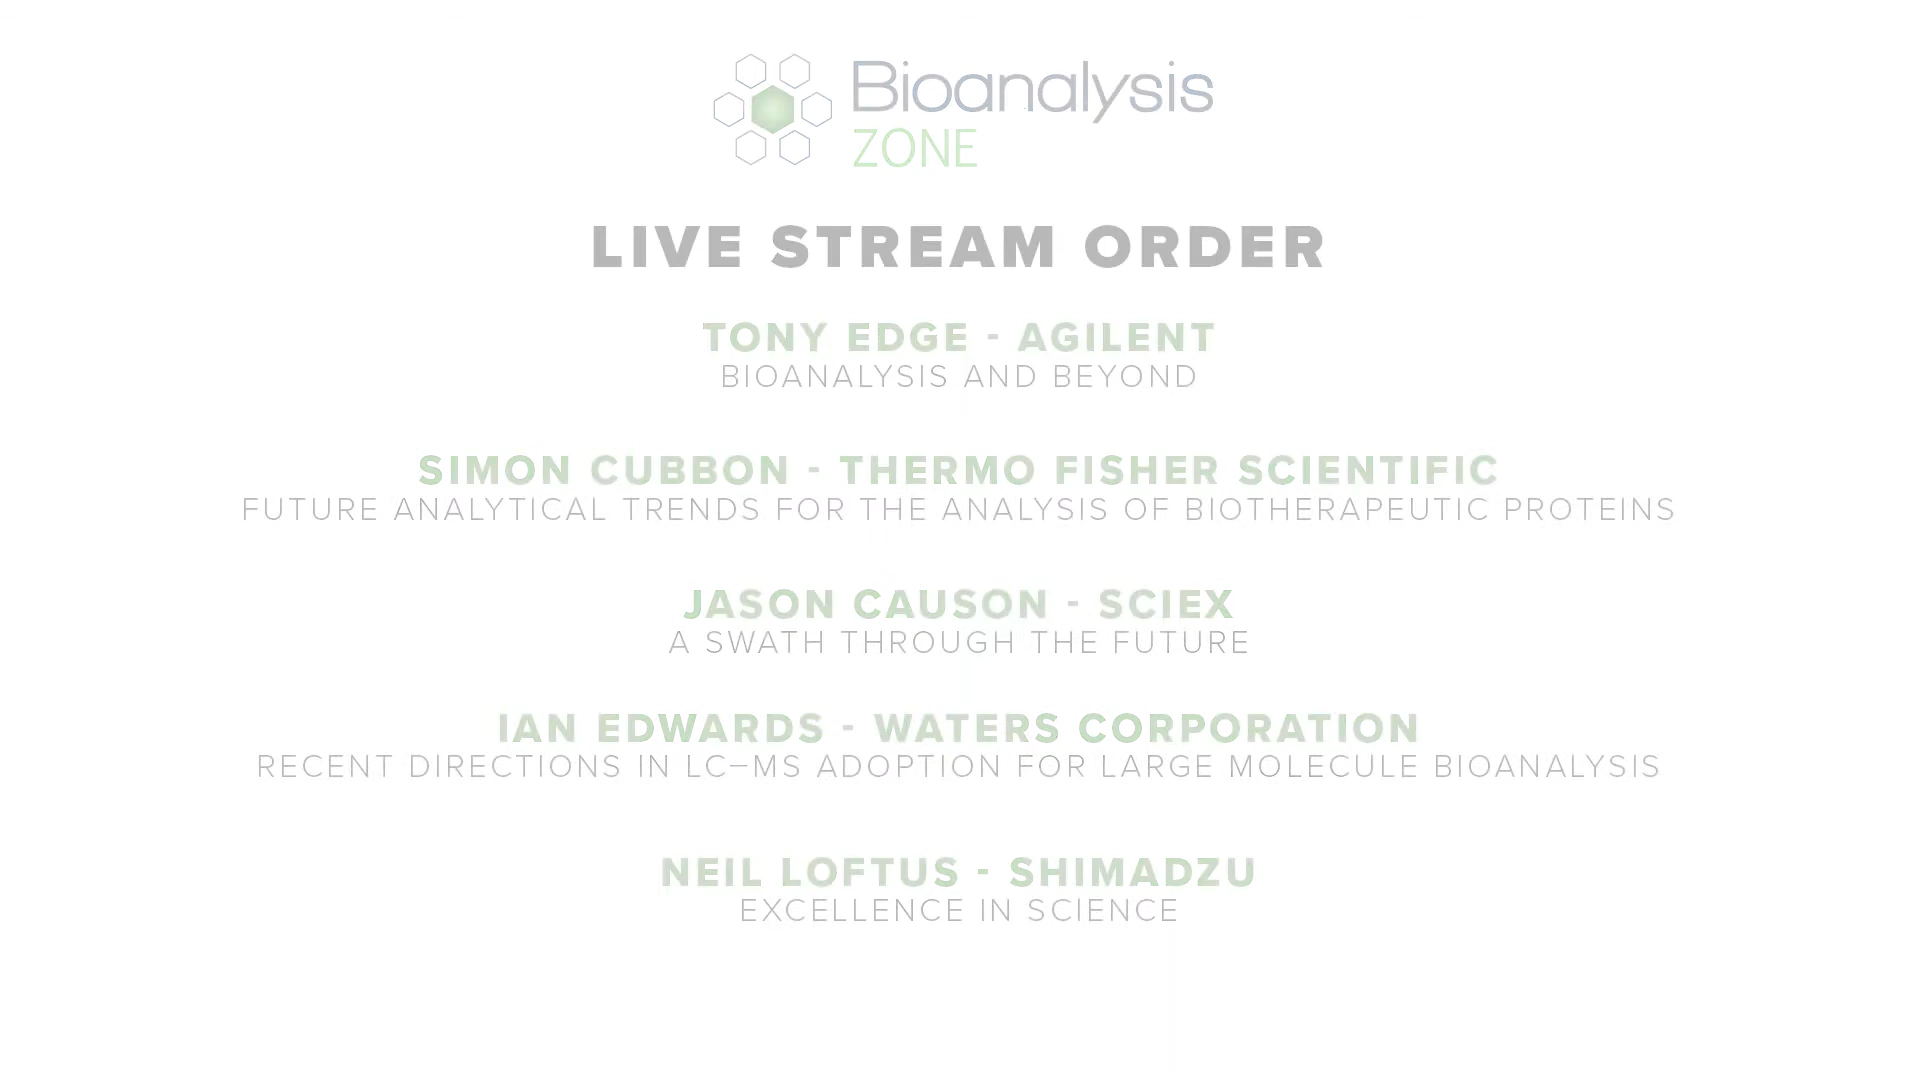 Bioanalysis
ZONE
LIVE STREAM ORDER
TONY EDGE - AGILENT
BIOANALYSIS AND BEYOND
SIMON CUBBON - THERMO FISHER SCIENTIFIC
FUTURE ANALYTICAL TRENDS FOR THE ANALYSIS OF BIOTHERAPEUTIC PROTEINS
JASON CAUSON - SCIEX
A SWATH THROUGH THE FUTURE
IAN EDWARDS - WATERS CORPORATION
RECENT DIRECTIONS IN LC–MS ADOPTION FOR LARGE MOLECULE BIOANALYSIS
NEIL LOFTUS - SHIMADZU
EXCELLENCE IN SCIENCE